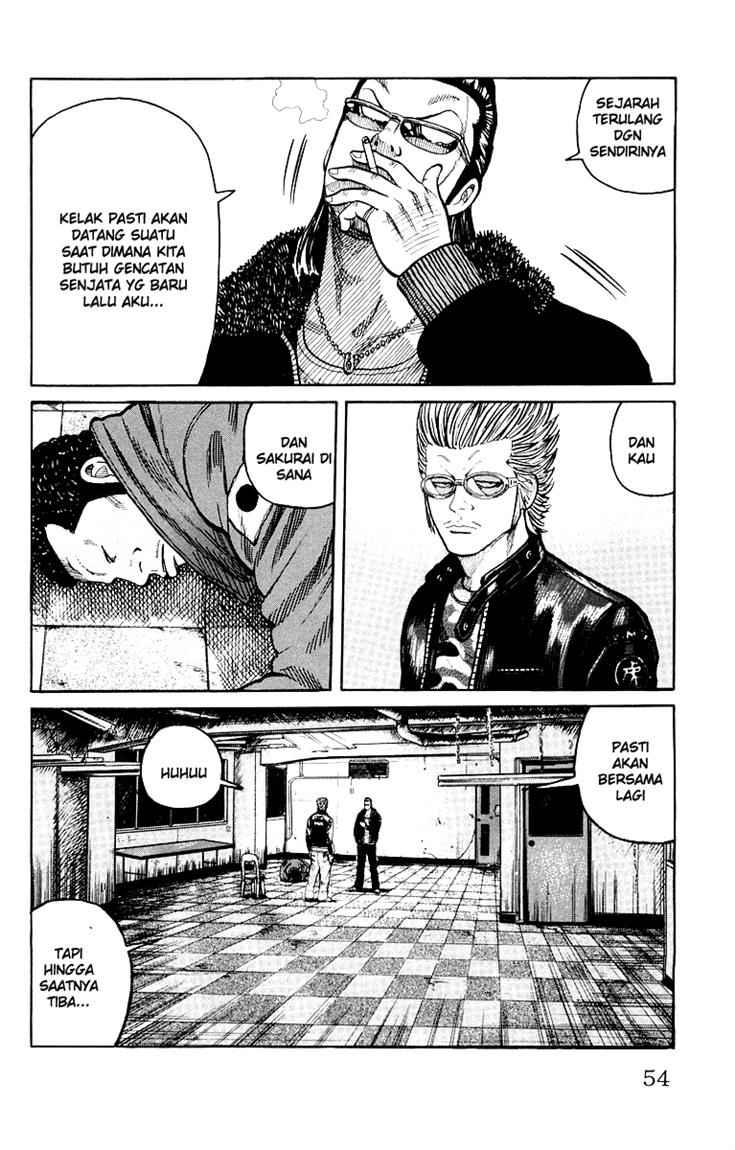 SEJARAH
TERULANG
DGN
SENDIRINYA
KELAK PASTI AKAN
DATANG SUATU
SAAT DIMANA KITA
BUTUH GENCATAN
SENJATA YG BARU
LALU AKU...
DAN
KAU
DAN
SAKURAI DI
SANA
PASTI
AKAN
BERSAMA
LAGI
HUHUU
TAPI
HINGGA
SAATNYA
TIBA...
54